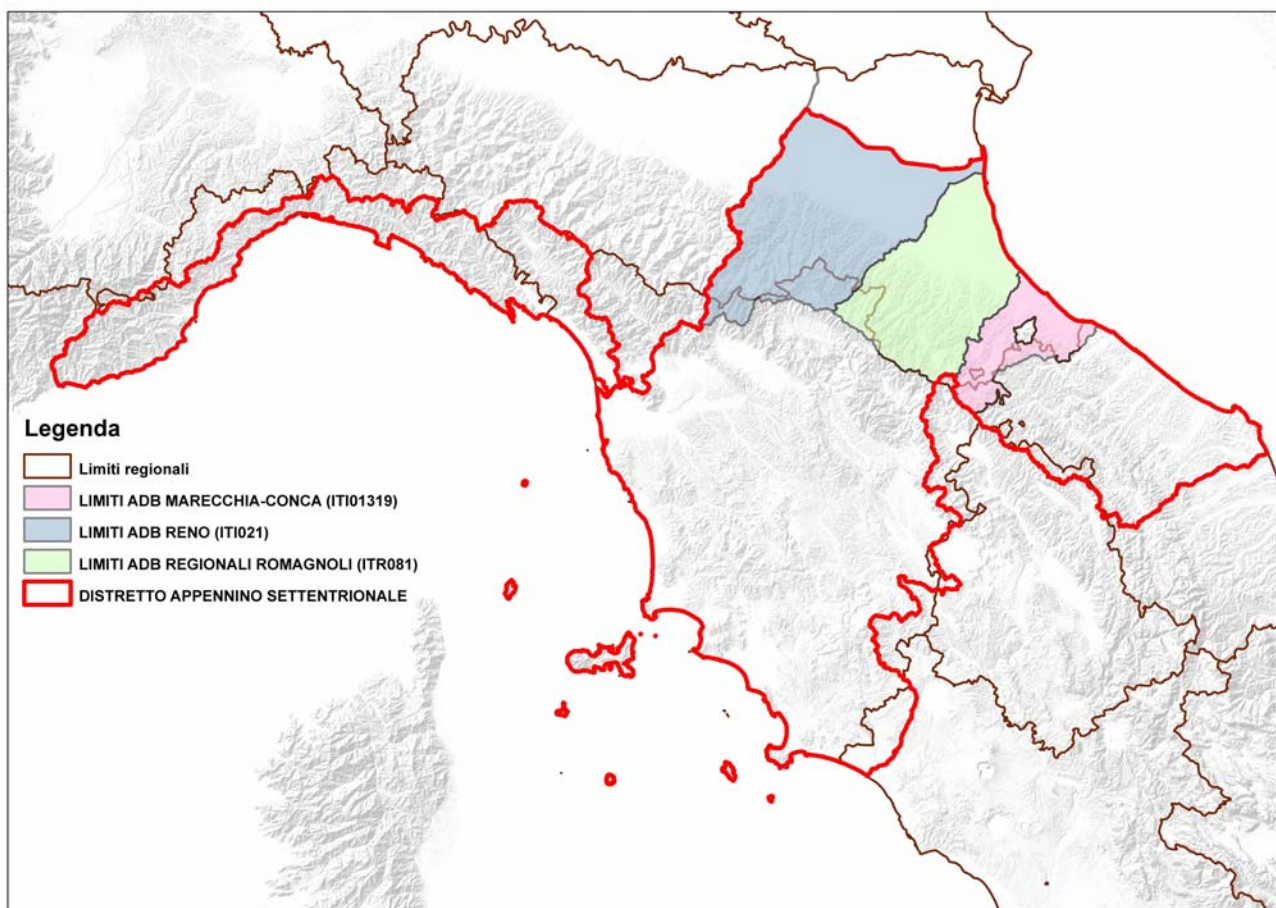 Legenda
Limiti regionali
LIMITI ADB MARECCHIA-CONCA (ITI01319)
LIMITI ADB RENO (ITI021)
LIMITI ADB REGIONALI ROMAGNOLI (ITR081)
DISTRETTO APPENNINO SETTENTRIONALE